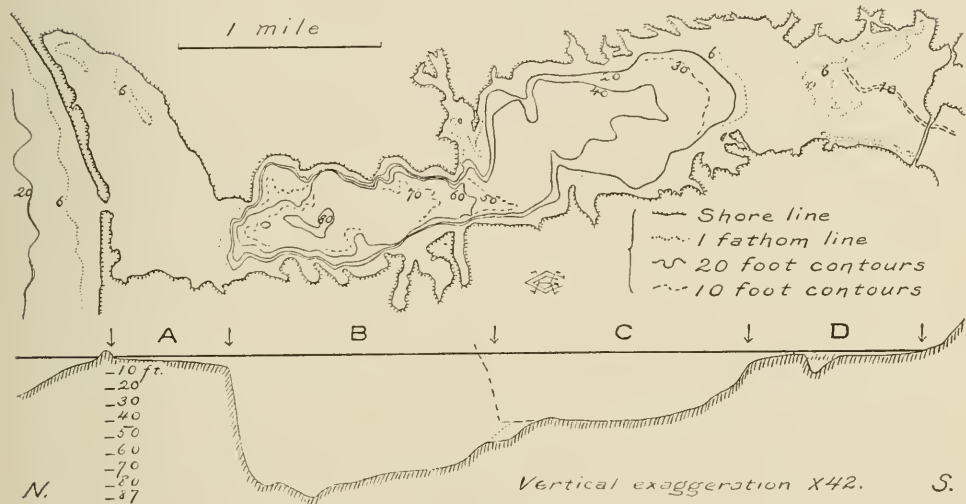 1 mile
6
20
6
20
30
6
40
6
10
70
60
50
80
Shore line
1 fathom line
20 foot contours
10 foot contours
A B C D
-10 ft.
-20
-30
-40
-50
-60
-70
-80
-87
N. Vertical exaggeration X42. S.